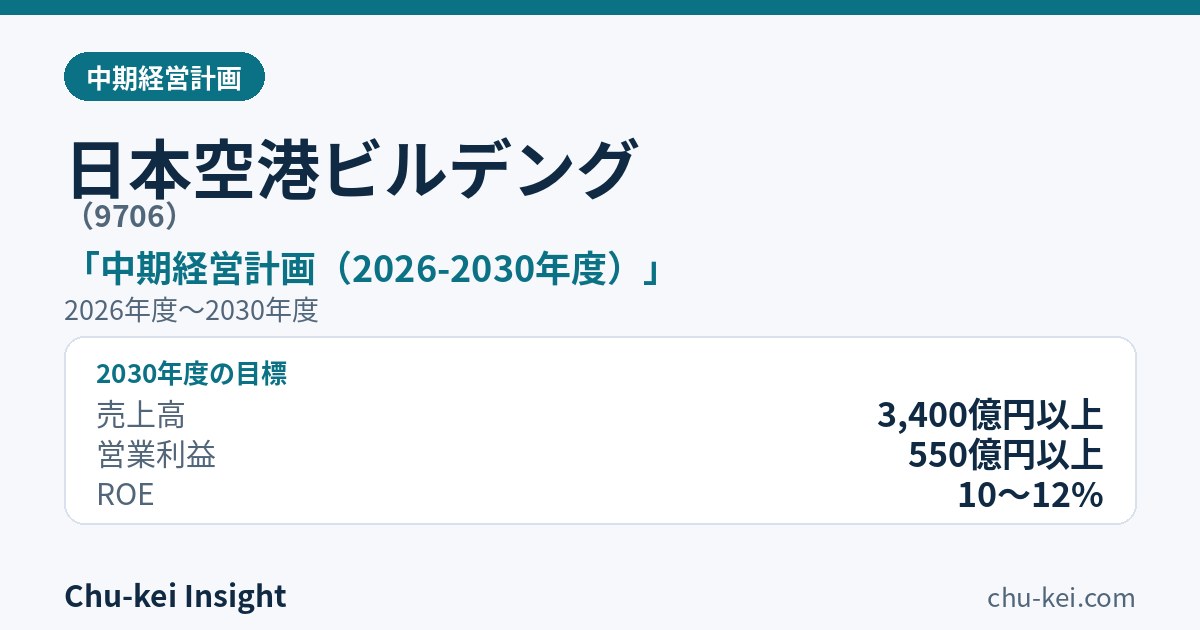 中期経営計画
日本空港ビルデング
（9706）
「中期経営計画（2026-2030年度）」
2026年度〜2030年度
2030年度の目標
売上高 3,400億円以上
営業利益 550億円以上
ROE 10〜12%
Chu-kei Insight chu-kei.com